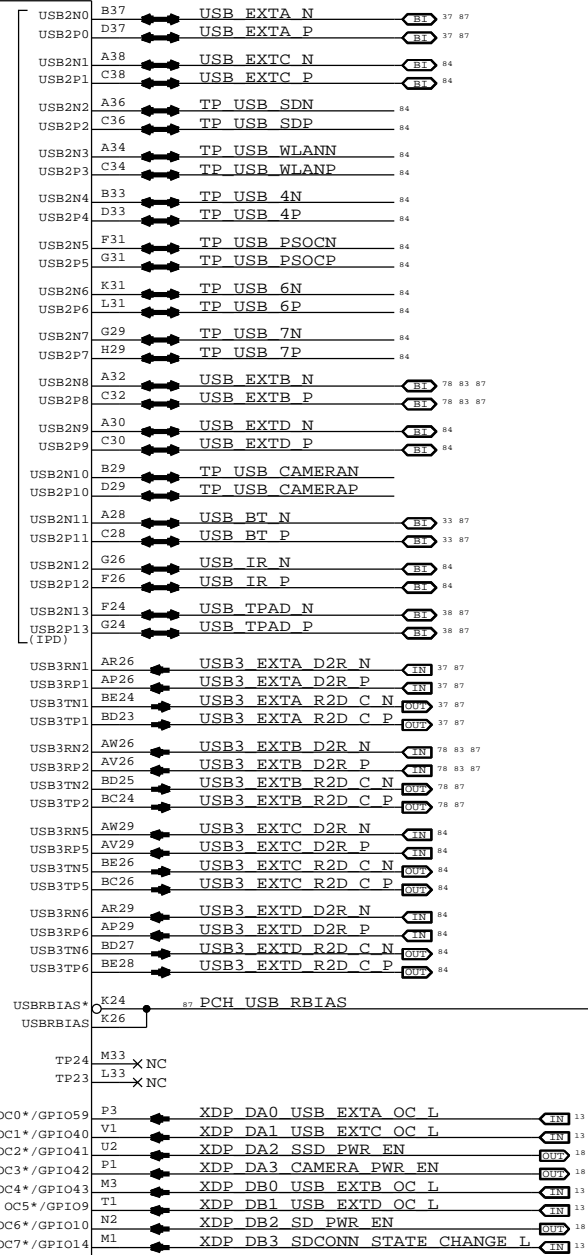 USB2N0 B37 USB_EXTA_N BI 37 87
USB2P0 D37 USB_EXTA_P BI 37 87
USB2N1 A38 USB_EXTC_N BI 84
USB2P1 C38 USB_EXTC_P BI 84
USB2N2 A36 TP_USB_SDN 84
USB2P2 C36 TP_USB_SDP 84
USB2N3 A34 TP_USB_WLANN 84
USB2P3 C34 TP_USB_WLANP 84
USB2N4 B33 TP_USB_4N 84
USB2P4 D33 TP_USB_4P 84
USB2N5 F31 TP_USB_PSOCN 84
USB2P5 G31 TP_USB_PSOCP 84
USB2N6 K31 TP_USB_6N 84
USB2P6 L31 TP_USB_6P 84
USB2N7 G29 TP_USB_7N 84
USB2P7 H29 TP_USB_7P 84
USB2N8 A32 USB_EXTB_N BI 78 83 87
USB2P8 C32 USB_EXTB_P BI 78 83 87
USB2N9 A30 USB_EXTD_N BI 84
USB2P9 C30 USB_EXTD_P BI 84
USB2N10 B29 TP_USB_CAMERAN
USB2P10 D29 TP_USB_CAMERAP
USB2N11 A28 USB_BT_N BI 33 87
USB2P11 C28 USB_BT_P BI 33 87
USB2N12 G26 USB_IR_N BI 84
USB2P12 F26 USB_IR_P BI 84
USB2N13 F24 USB_TPAD_N BI 38 87
USB2P13 G24 USB_TPAD_P BI 38 87
(IPD)
USB3RN1 AR26 USB3_EXTA_D2R_N IN 37 87
USB3RP1 AP26 USB3_EXTA_D2R_P IN 37 87
USB3TN1 BE24 USB3_EXTA_R2D_C_N OUT 37 87
USB3TP1 BD23 USB3_EXTA_R2D_C_P OUT 37 87
USB3RN2 AW26 USB3_EXTB_D2R_N IN 78 83 87
USB3RP2 AV26 USB3_EXTB_D2R_P IN 78 83 87
USB3TN2 BD25 USB3_EXTB_R2D_C_N OUT 78 87
USB3TP2 BC24 USB3_EXTB_R2D_C_P OUT 78 87
USB3RN5 AW29 USB3_EXTC_D2R_N IN 84
USB3RP5 AV29 USB3_EXTC_D2R_P IN 84
USB3TN5 BE26 USB3_EXTC_R2D_C_N OUT 84
USB3TP5 BC26 USB3_EXTC_R2D_C_P OUT 84
USB3RN6 AR29 USB3_EXTD_D2R_N IN 84
USB3RP6 AP29 USB3_EXTD_D2R_P IN 84
USB3TN6 BD27 USB3_EXTD_R2D_C_N OUT 84
USB3TP6 BE28 USB3_EXTD_R2D_C_P OUT 84
USBRBIAS* K24 87 PCH_USB_RBIAS
USBRBIAS K26
TP24 M33 NC
TP23 L33 NC
OC0*/GPIO59 P3 XDP_DA0_USB_EXTA_OC_L IN 13
OC1*/GPIO40 V1 XDP_DA1_USB_EXTC_OC_L IN 13
OC2*/GPIO41 U2 XDP_DA2_SSD_PWR_EN OUT 18
OC3*/GPIO42 P1 XDP_DA3_CAMERA_PWR_EN OUT 18
OC4*/GPIO43 M3 XDP_DB0_USB_EXTB_OC_L IN 13
OC5*/GPIO9 T1 XDP_DB1_USB_EXTD_OC_L IN 13
OC6*/GPIO10 N2 XDP_DB2_SD_PWR_EN OUT 18
OC7*/GPIO14 M1 XDP_DB3_SDCONN_STATE_CHANGE_L IN 13